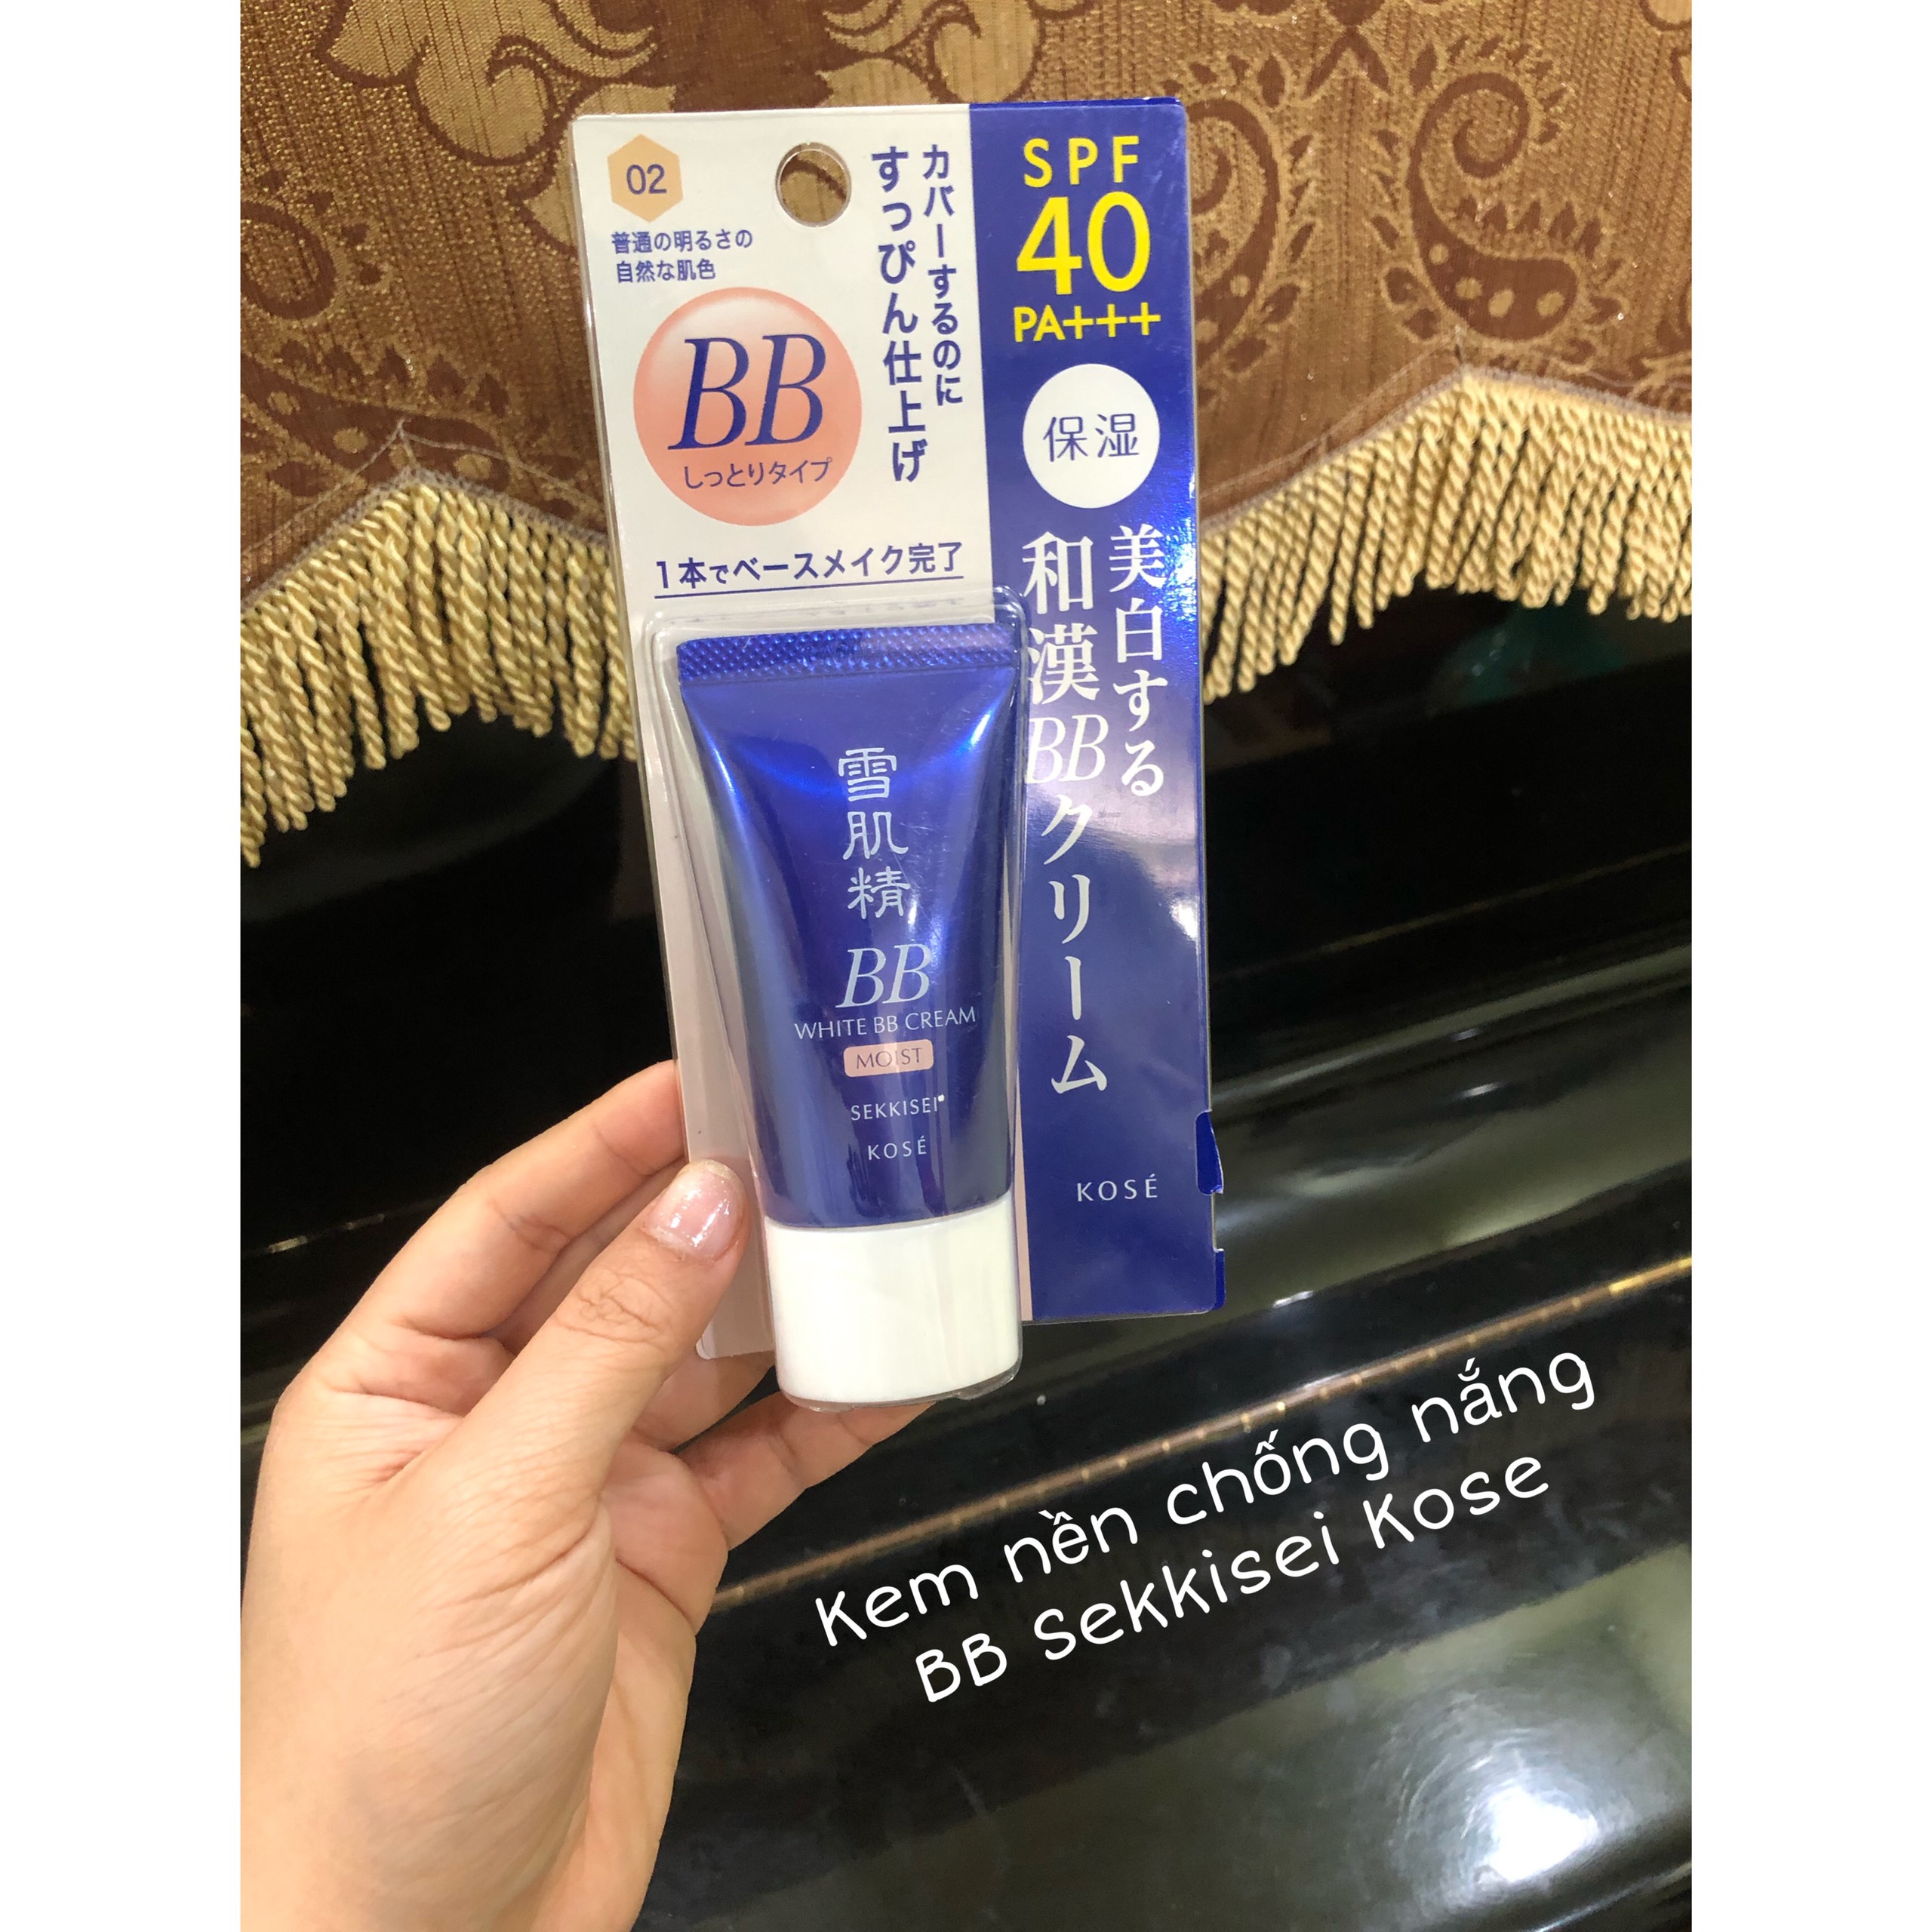 02
普通の明るさの
自然な肌色
カバーするのに
すっぴん仕上げ
BB
しっとりタイプ
1本でベースメイク完了
SPF
40
PA+++
保湿
美白する
和漢BBクリーム
KOSÉ
雪肌精
BB
WHITE BB CREAM
MOIST
SEKKISEI
KOSÉ
Kem nền chống nắng
BB Sekkisei Kose